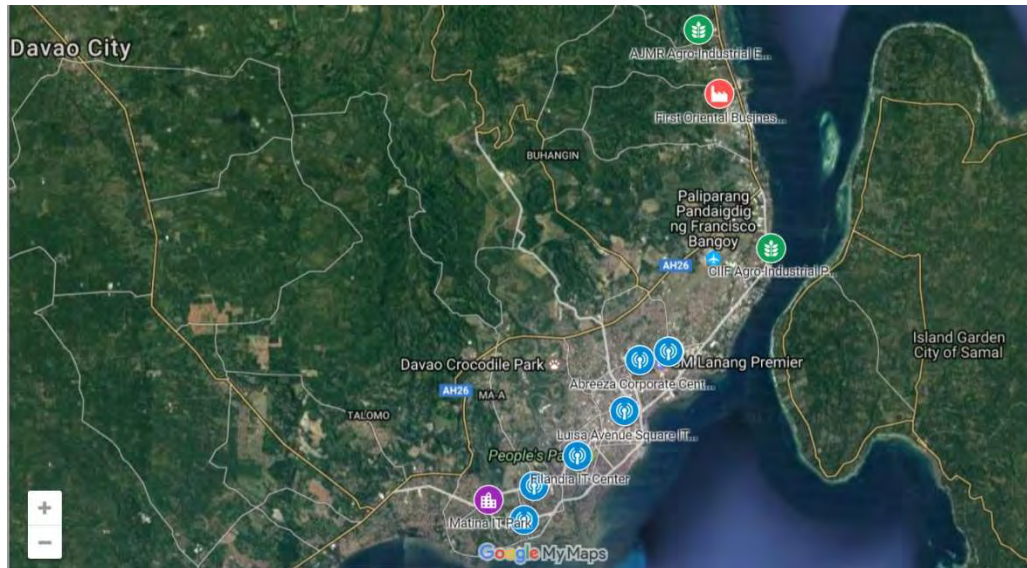 Davao City
AJMR Agro-Industrial E...
First Oriental Busines...
BUHANGIN
Paliparang
Pandaigdig
ng Francisco
Bangoy
AH26
CIIF Agro-Industrial P...
Island Garden
City of Samal
Davao Crocodile Park
SM Lanang Premier
Abreeza Corporate Cent...
AH26
MA-A
TALOMO
Luisa Avenue Square IT...
People's Pa
Filandia IT Center
Matina IT Park
+
−
Google My Maps